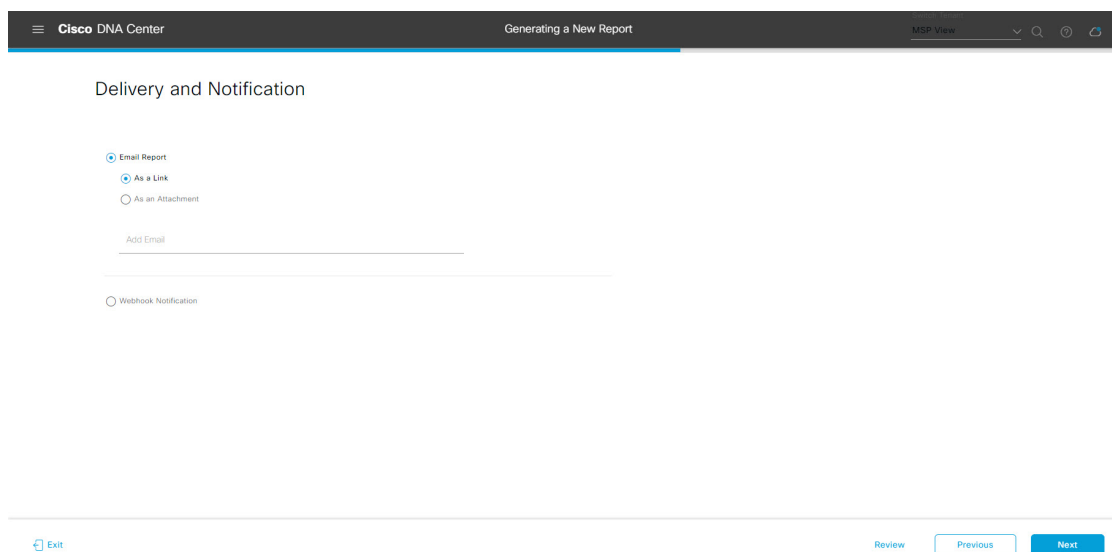 Cisco DNA Center
Generating a New Report
MSP View
Delivery and Notification
Email Report
As a Link
As an Attachment
Add Email
Webhook Notification
Exit
Review
Previous
Next